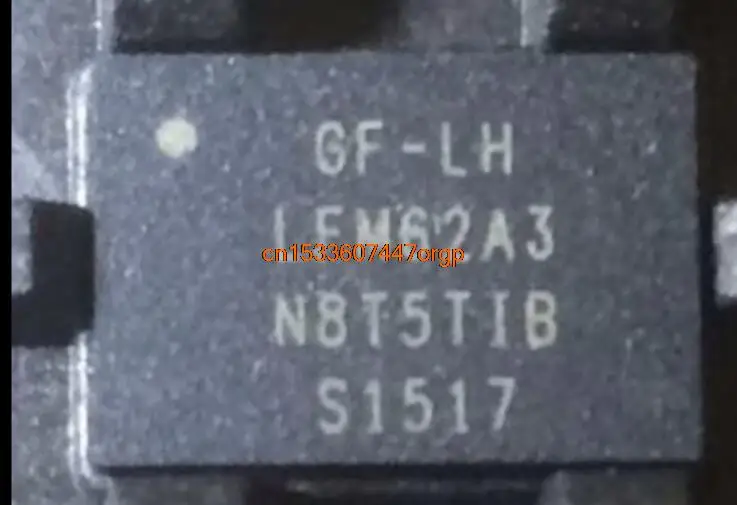 GF-LH
LFM62A3
cn1533607447orgp
N8T5TIB
S1517